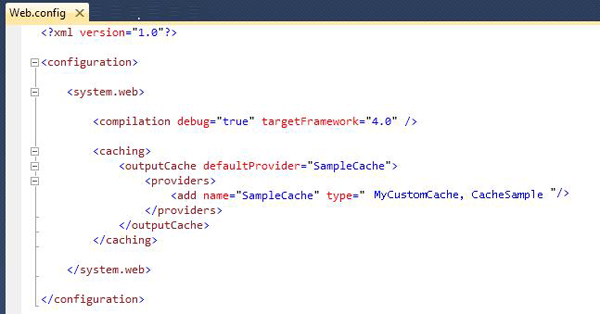 Web.config
<?xml version="1.0"?>
<configuration>
<system.web>
<compilation debug="true" targetFramework="4.0" />
<caching>
<outputCache defaultProvider="SampleCache">
<providers>
<add name="SampleCache" type=" MyCustomCache, CacheSample "/>
</providers>
</outputCache>
</caching>
</system.web>
</configuration>